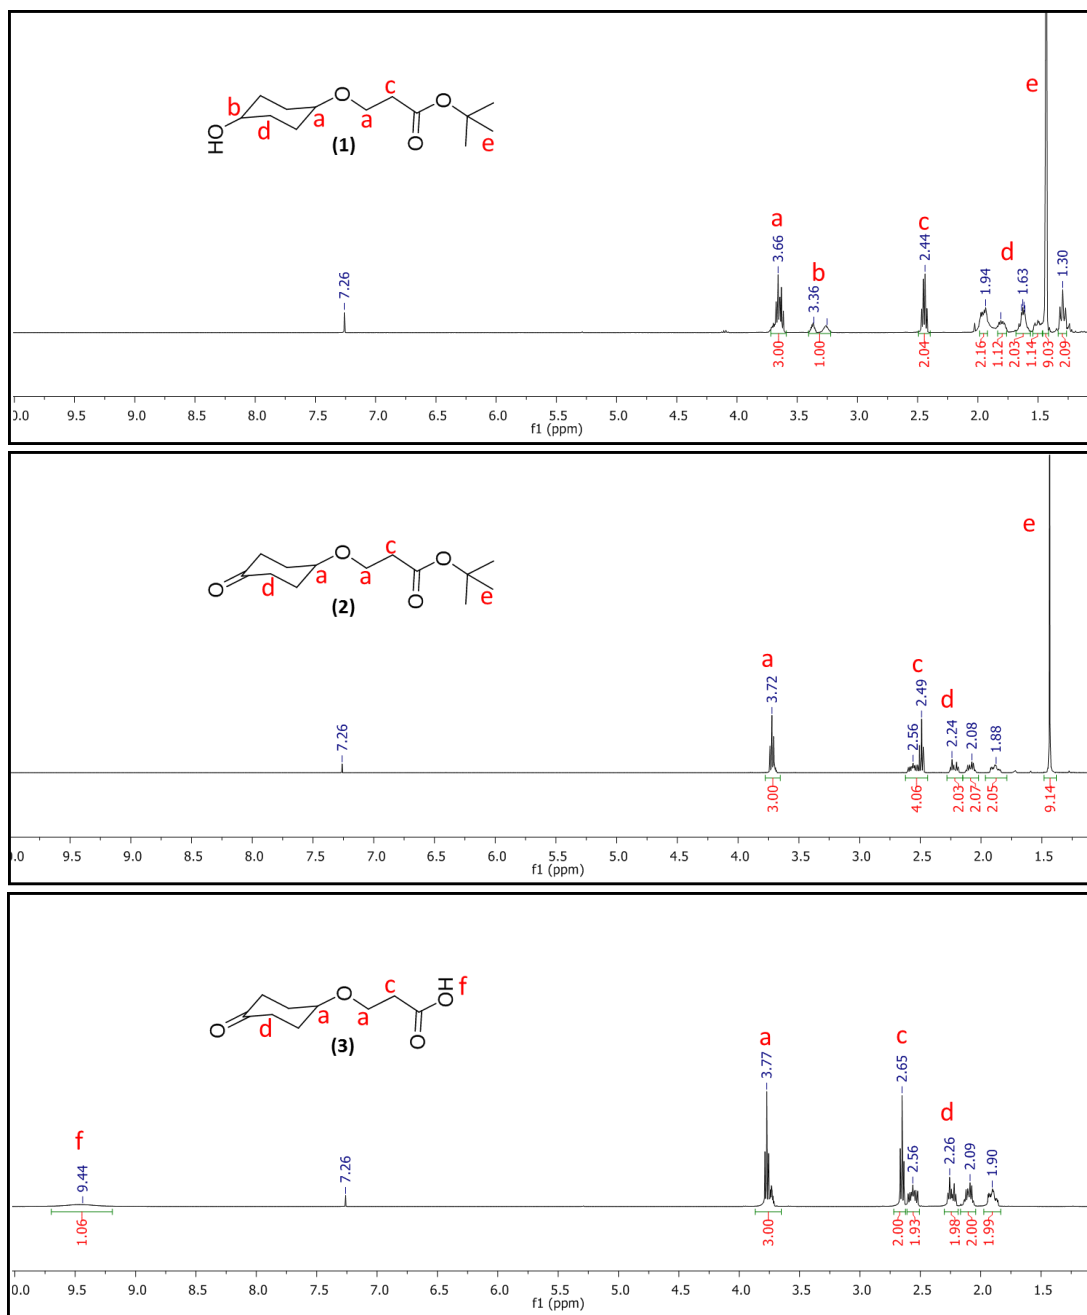 e
c
O
O
b
d
a
a
HO
(1)
O
e
a
c
b
d
7.26
3.66
3.36
2.44
1.94
1.63
1.30
3.00
1.00
2.04
2.16
1.12
2.03
1.14
9.03
2.09
0.0 9.5 9.0 8.5 8.0 7.5 7.0 6.5 6.0 5.5 5.0 4.5 4.0 3.5 3.0 2.5 2.0 1.5
f1 (ppm)
e
c
O
O
O
d
a
a
(2)
O
e
a
c
d
7.26
3.72
2.56
2.49
2.24
2.08
1.88
3.00
4.06
2.03
2.07
2.05
9.14
0.0 9.5 9.0 8.5 8.0 7.5 7.0 6.5 6.0 5.5 5.0 4.5 4.0 3.5 3.0 2.5 2.0 1.5
f1 (ppm)
O
c
OH
f
O
d
a
a
(3)
O
f
a
c
d
9.44
7.26
3.77
2.65
2.56
2.26
2.09
1.90
1.06
3.00
2.00
1.93
1.98
2.00
1.99
0.0 9.5 9.0 8.5 8.0 7.5 7.0 6.5 6.0 5.5 5.0 4.5 4.0 3.5 3.0 2.5 2.0 1.5
f1 (ppm)